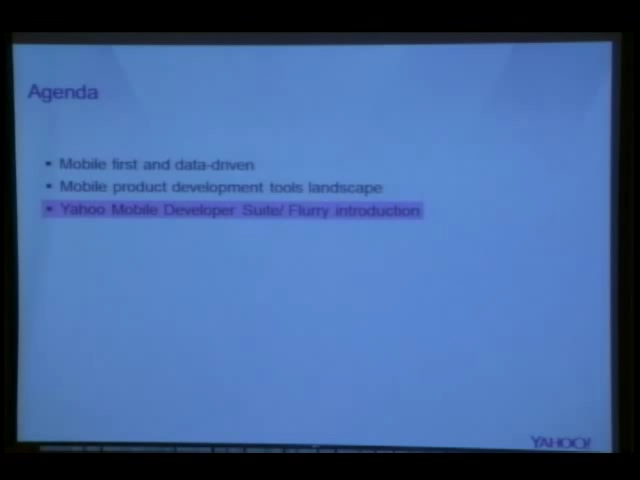 Agenda
▪ Mobile first and data-driven
▪ Mobile product development tools landscape
▪ Yahoo Mobile Developer Suite/ Flurry introduction
YAHOO!